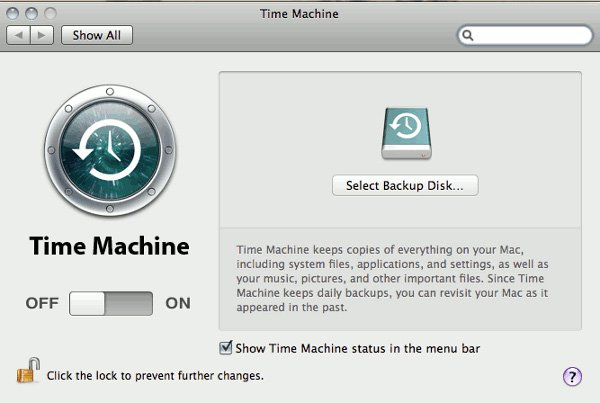 Time Machine
Show All
Time Machine
OFF ON
Select Backup Disk...
Time Machine keeps copies of everything on your Mac,
including system files, applications, and settings, as well as
your music, pictures, and other important files. Since Time
Machine keeps daily backups, you can revisit your Mac as it
appeared in the past.
Show Time Machine status in the menu bar
Click the lock to prevent further changes.
?